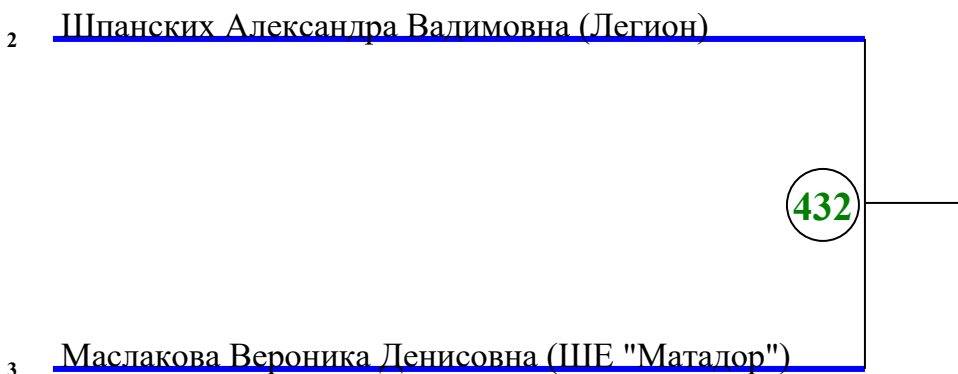 2 Шпанских Александра Вадимовна (Легион)
432
3 Маслакова Вероника Денисовна (ШЕ "Матадор")